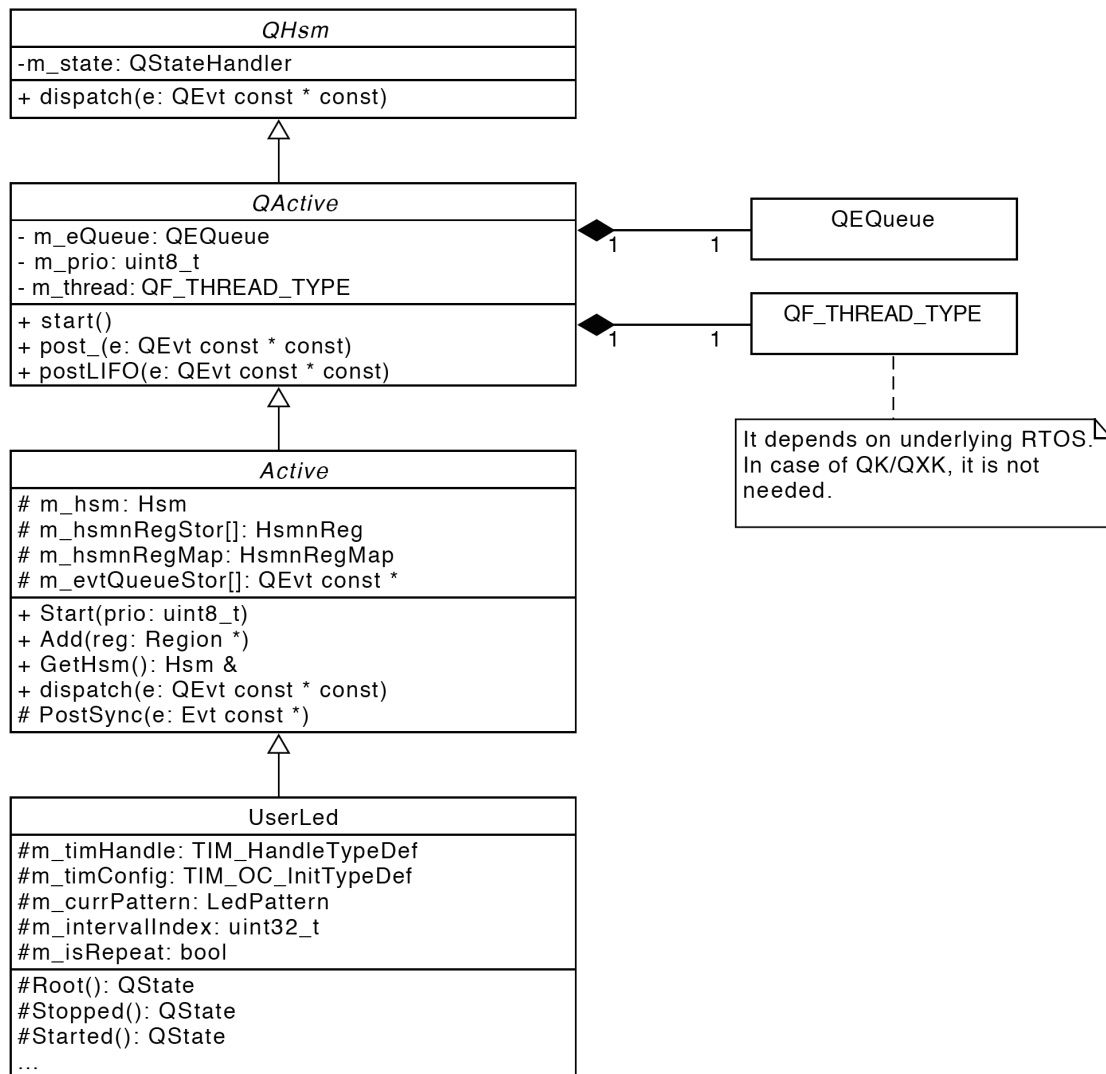 QHsm
-m_state: QStateHandler
+ dispatch(e: QEvt const * const)
QActive
- m_eQueue: QEQueue
- m_prio: uint8_t
- m_thread: QF_THREAD_TYPE
+ start()
+ post_(e: QEvt const * const)
+ postLIFO(e: QEvt const * const)
1
1
QEQueue
1
1
QF_THREAD_TYPE
It depends on underlying RTOS.
In case of QK/QXK, it is not
needed.
Active
# m_hsm: Hsm
# m_hsmnRegStor[]: HsmnReg
# m_hsmnRegMap: HsmnRegMap
# m_evtQueueStor[]: QEvt const *
+ Start(prio: uint8_t)
+ Add(reg: Region *)
+ GetHsm(): Hsm &
+ dispatch(e: QEvt const * const)
# PostSync(e: Evt const *)
UserLed
#m_timHandle: TIM_HandleTypeDef
#m_timConfig: TIM_OC_InitTypeDef
#m_currPattern: LedPattern
#m_intervalIndex: uint32_t
#m_isRepeat: bool
#Root(): QState
#Stopped(): QState
#Started(): QState
...